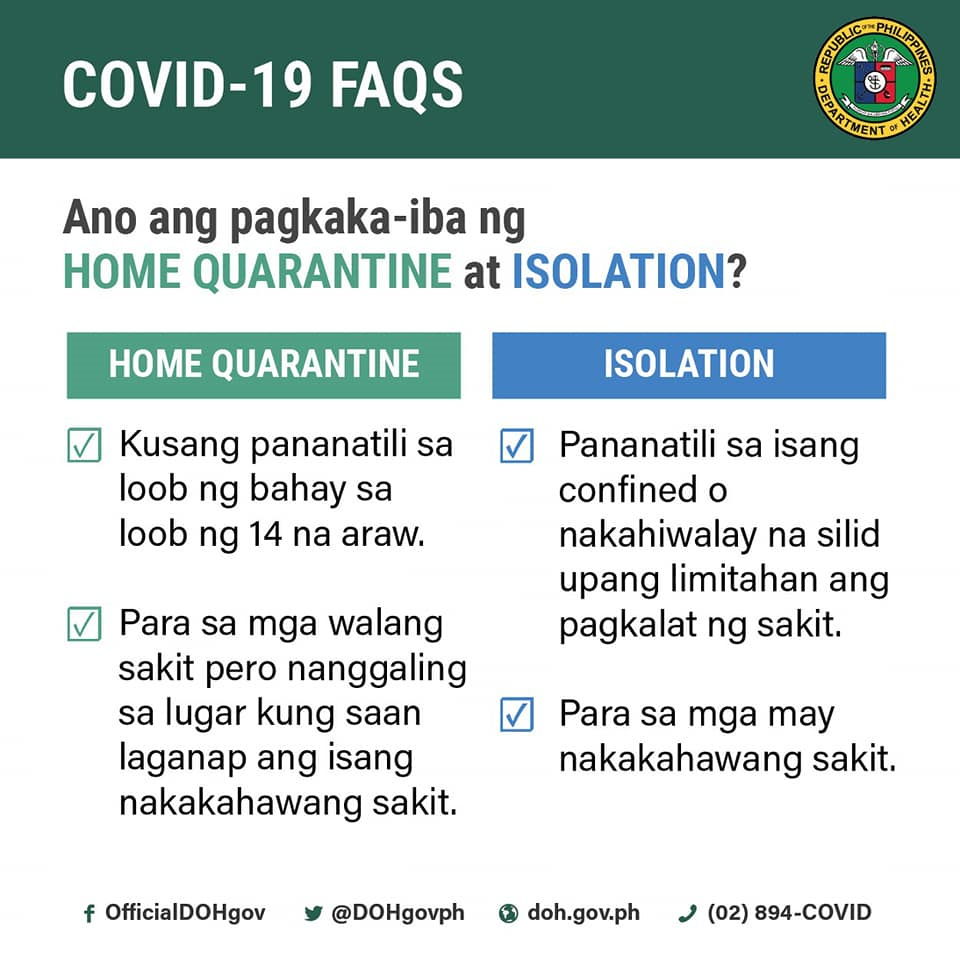 COVID-19 FAQS
REPUBLIC OF THE PHILIPPINES
DEPARTMENT OF HEALTH
Ano ang pagkaka-iba ng
HOME QUARANTINE at ISOLATION?
HOME QUARANTINE
Kusang pananatili sa
loob ng bahay sa
loob ng 14 na araw.
Para sa mga walang
sakit pero nanggaling
sa lugar kung saan
laganap ang isang
nakakahawang sakit.
ISOLATION
Pananatili sa isang
confined o
nakahiwalay na silid
upang limitahan ang
pagkalat ng sakit.
Para sa mga may
nakakahawang sakit.
OfficialDOHgov @DOHgovph doh.gov.ph (02) 894-COVID